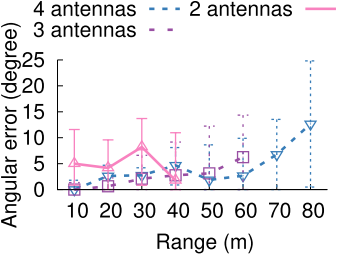 4 antennas 2 antennas
3 antennas
Angular error (degree)
25
20
15
10
5
0
10 20 30 40 50 60 70 80
Range (m)